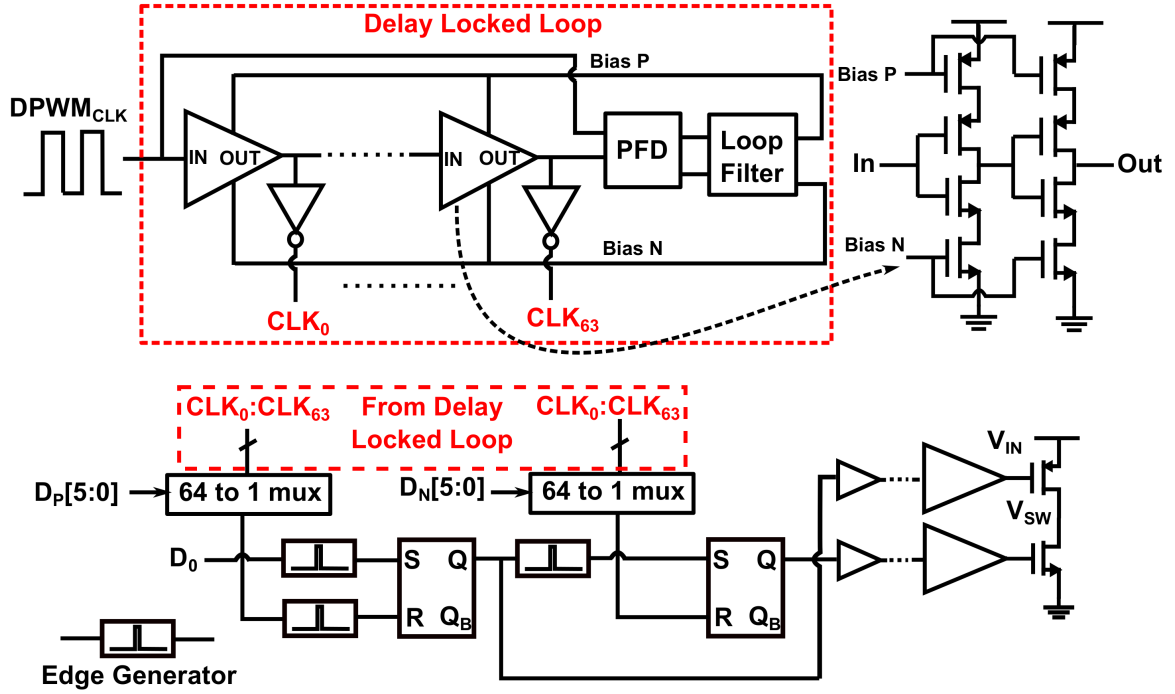 Delay Locked Loop
DPWM_CLK
Bias P
IN OUT
IN OUT
PFD
Loop
Filter
Bias N
CLK_0
CLK_63
Bias P
In
Out
Bias N
CLK_0:CLK_63
From Delay
Locked Loop
CLK_0:CLK_63
D_P[5:0]
64 to 1 mux
D_N[5:0]
64 to 1 mux
V_IN
V_SW
D_0
S Q
R Q_B
S Q
R Q_B
Edge Generator